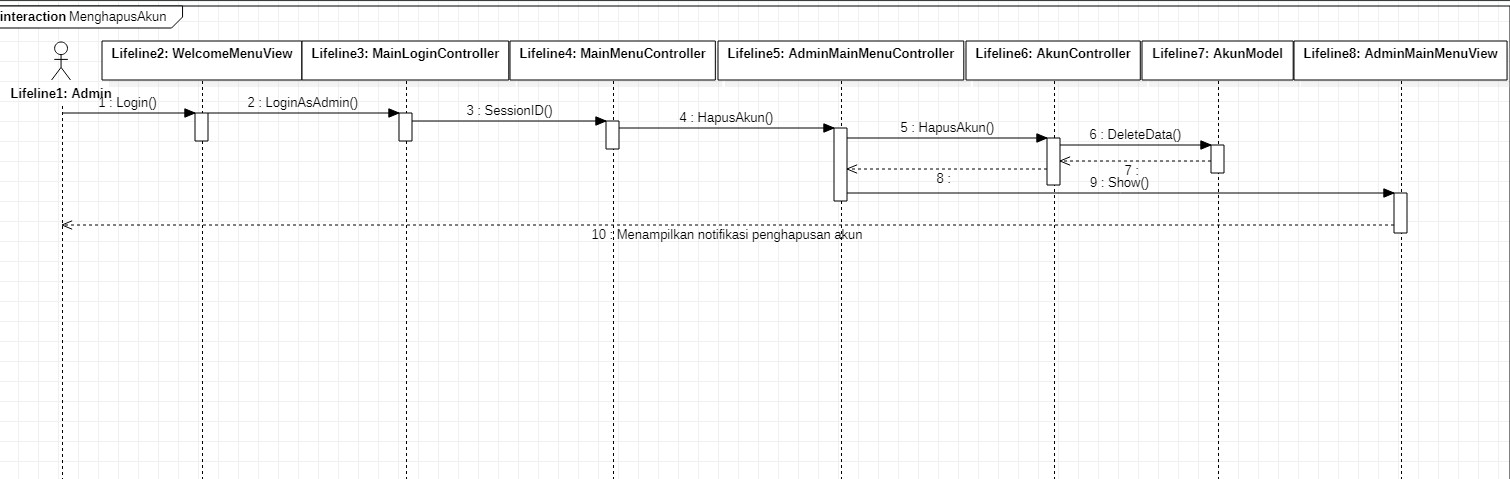 interaction MenghapusAkun
Lifeline1: Admin
Lifeline2: WelcomeMenuView
Lifeline3: MainLoginController
Lifeline4: MainMenuController
Lifeline5: AdminMainMenuController
Lifeline6: AkunController
Lifeline7: AkunModel
Lifeline8: AdminMainMenuView
1 : Login()
2 : LoginAsAdmin()
3 : SessionID()
4 : HapusAkun()
5 : HapusAkun()
6 : DeleteData()
7 :
8 :
9 : Show()
10 : Menampilkan notifikasi penghapusan akun